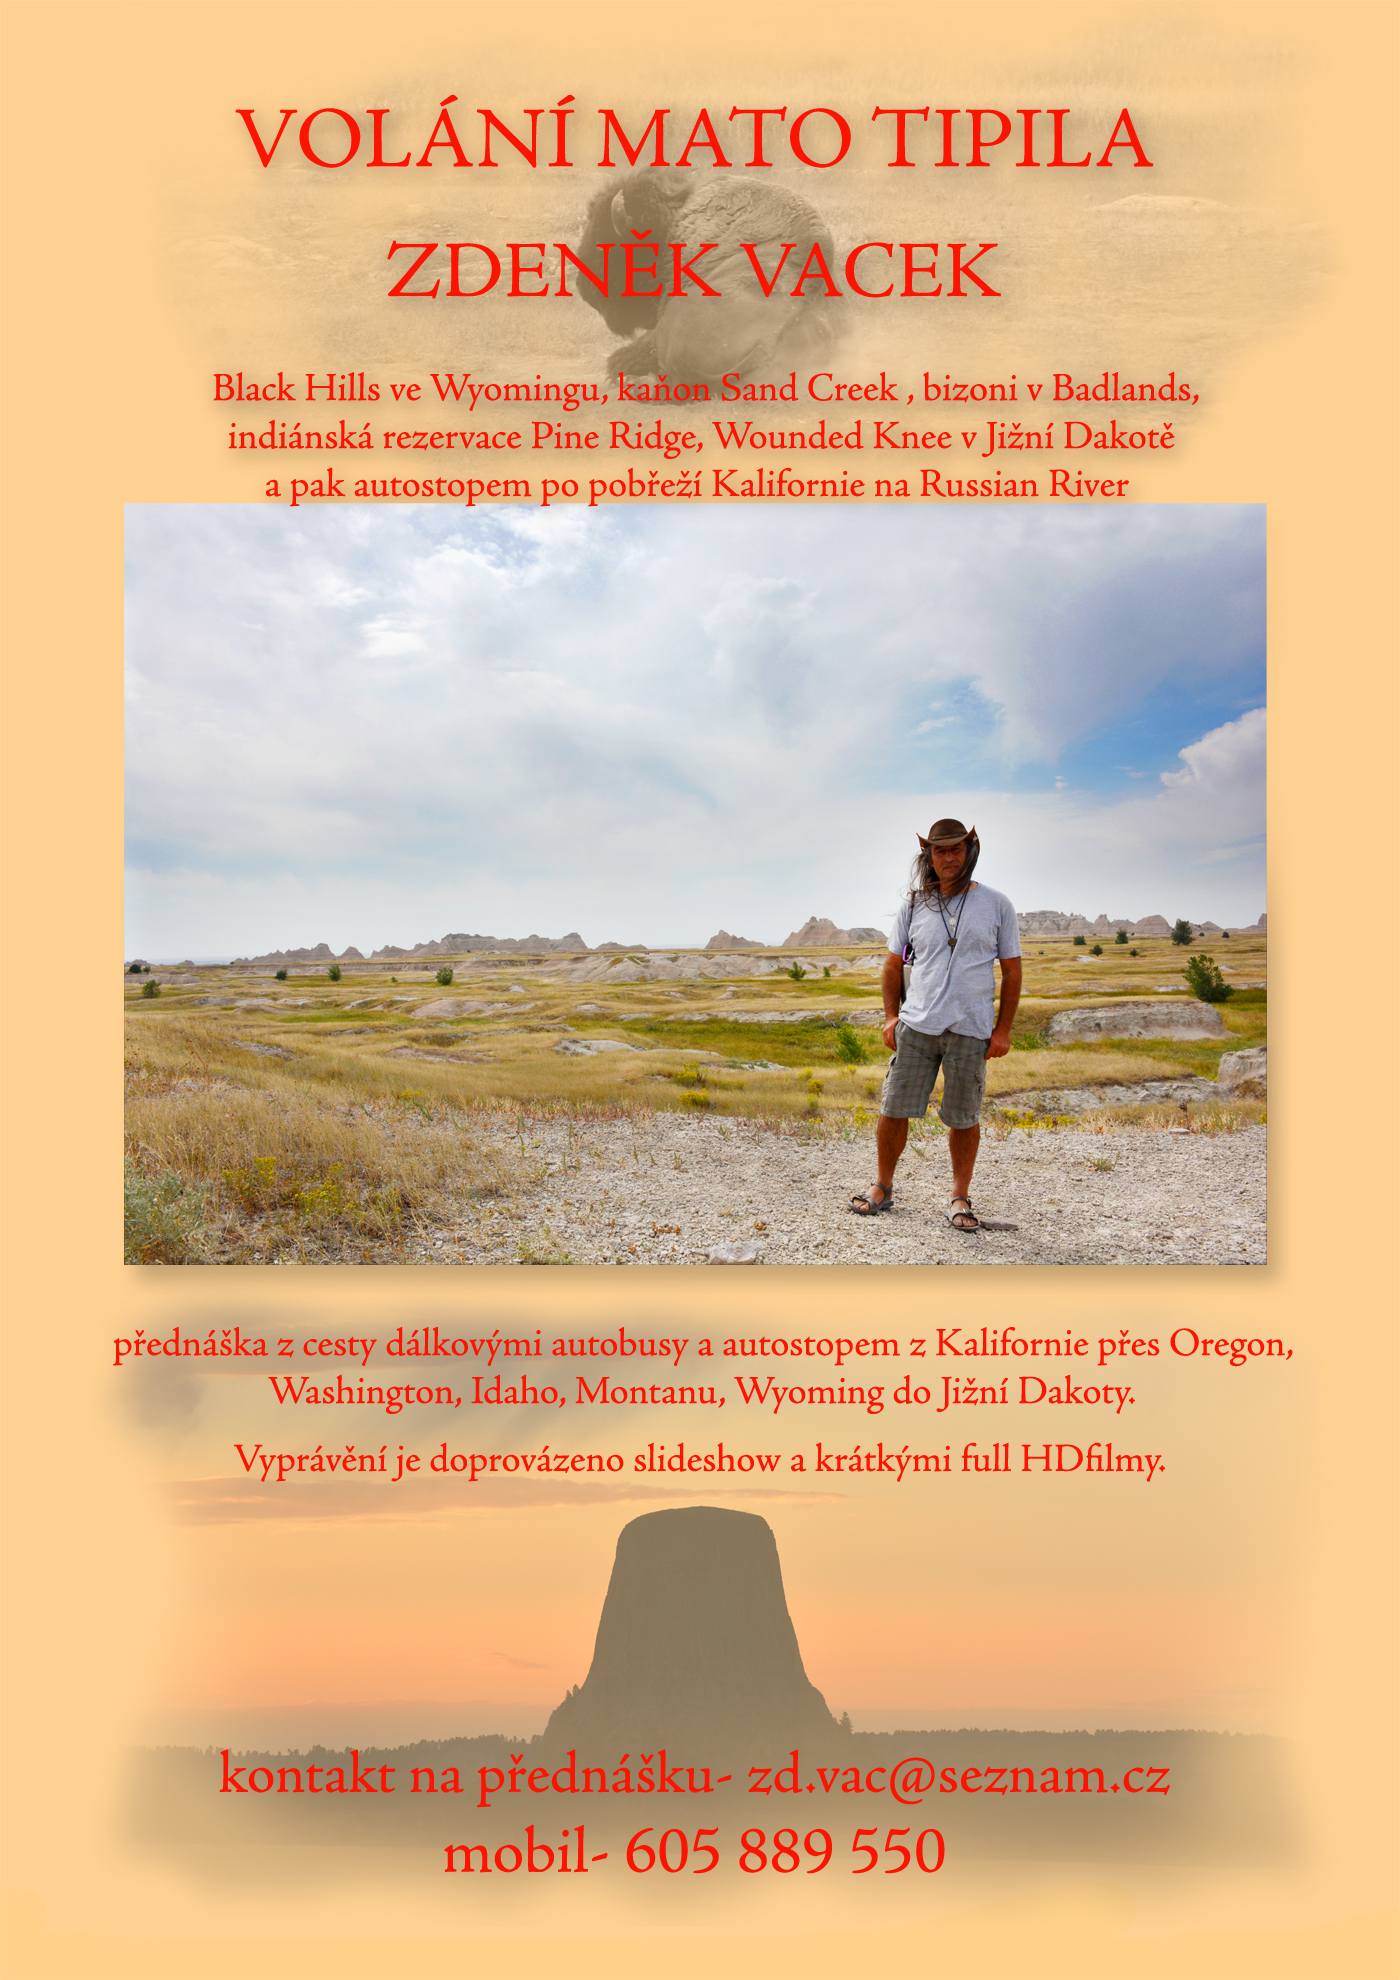 VOLÁNÍ MATO TIPILA
ZDENĚK VACEK
Black Hills ve Wyomingu, kaňon Sand Creek , bizoni v Badlands,
indiánská rezervace Pine Ridge, Wounded Knee v Jižní Dakotě
a pak autostopem po pobřeží Kalifornie na Russian River
přednáška z cesty dálkovými autobusy a autostopem z Kalifornie přes Oregon,
Washington, Idaho, Montanu, Wyoming do Jižní Dakoty.
Vyprávění je doprovázeno slideshow a krátkými full HDfilmy.
kontakt na přednášku- zd.vac@seznam.cz
mobil- 605 889 550